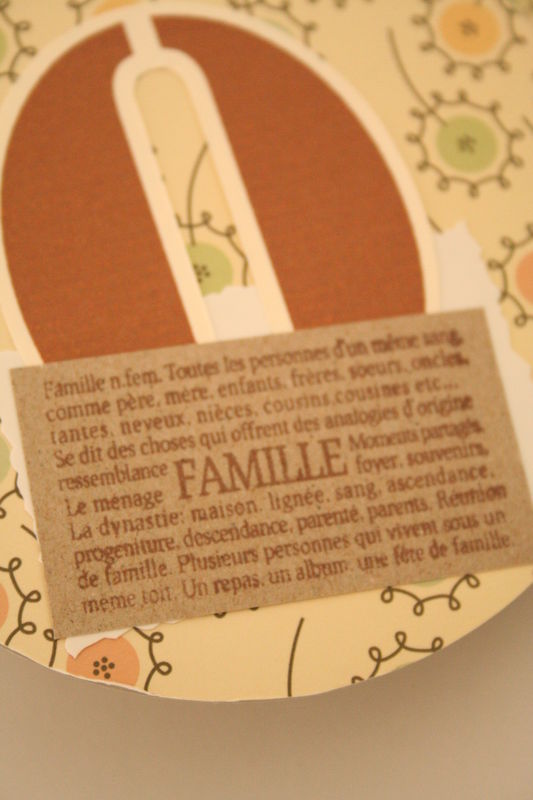 Famille n.fem. Toutes les personnes d'un même sang,
comme père, mère, enfants, frères, soeurs, oncles,
tantes, neveux, nièces, cousins,cousines etc...
Se dit des choses qui offrent des analogies d'origine
ressemblance FAMILLE Moments partagés,
Le ménage foyer, souvenirs,
La dynastie: maison, lignée, sang, ascendance,
progeniture, descendance, parenté, parents. Réunion
de famille. Plusieurs personnes qui vivent sous un
meme toit. Un repas, un album, une fête de famille